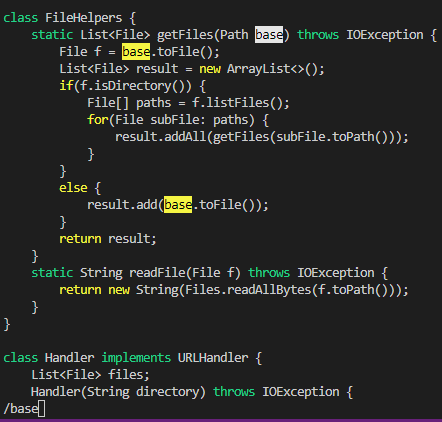 class FileHelpers {
    static List<File> getFiles(Path base) throws IOException {
        File f = base.toFile();
        List<File> result = new ArrayList<>();
        if(f.isDirectory()) {
            File[] paths = f.listFiles();
            for(File subFile: paths) {
                result.addAll(getFiles(subFile.toPath()));
            }
        }
        else {
            result.add(base.toFile());
        }
        return result;
    }
    static String readFile(File f) throws IOException {
        return new String(Files.readAllBytes(f.toPath()));
    }
}

class Handler implements URLHandler {
    List<File> files;
    Handler(String directory) throws IOException {
/base